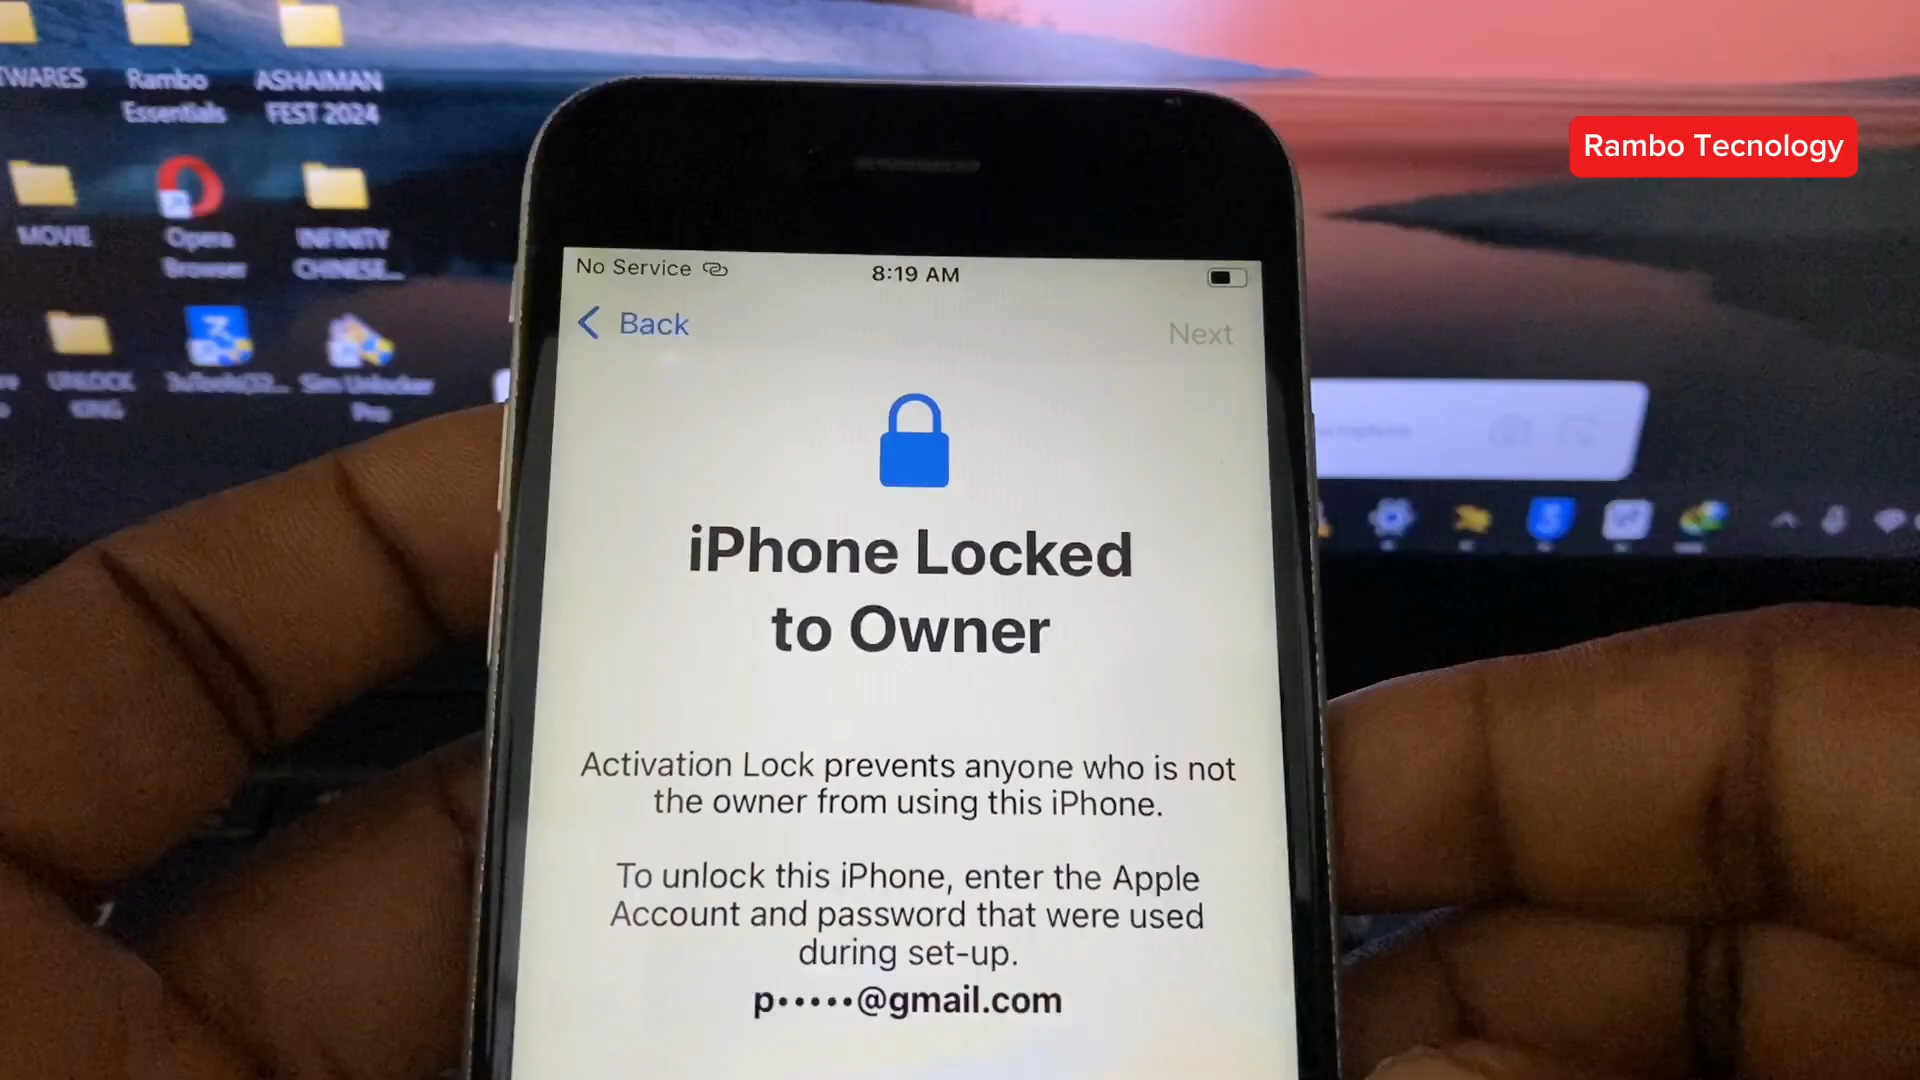 TWARES
Rambo
Essentials
ASHAIMAN
FEST 2024
Rambo Tecnology
MOVIE
Opera
Browser
INFINITY
CHINESE...
UNLOCK
KING
3uTools(32...
Sim Unlocker
Pro
No Service
8:19 AM
Back
Next
iPhone Locked
to Owner
Activation Lock prevents anyone who is not
the owner from using this iPhone.
To unlock this iPhone, enter the Apple
Account and password that were used
during set-up.
p•••••@gmail.com